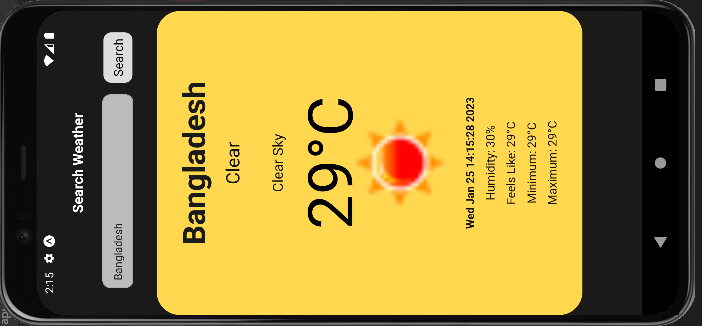 2:15
Search Weather
Bangladesh
Search
Bangladesh
Clear
Clear Sky
29°C
Wed Jan 25 14:15:28 2023
Humidity: 30%
Feels Like: 29°C
Minimum: 29°C
Maximum: 29°C